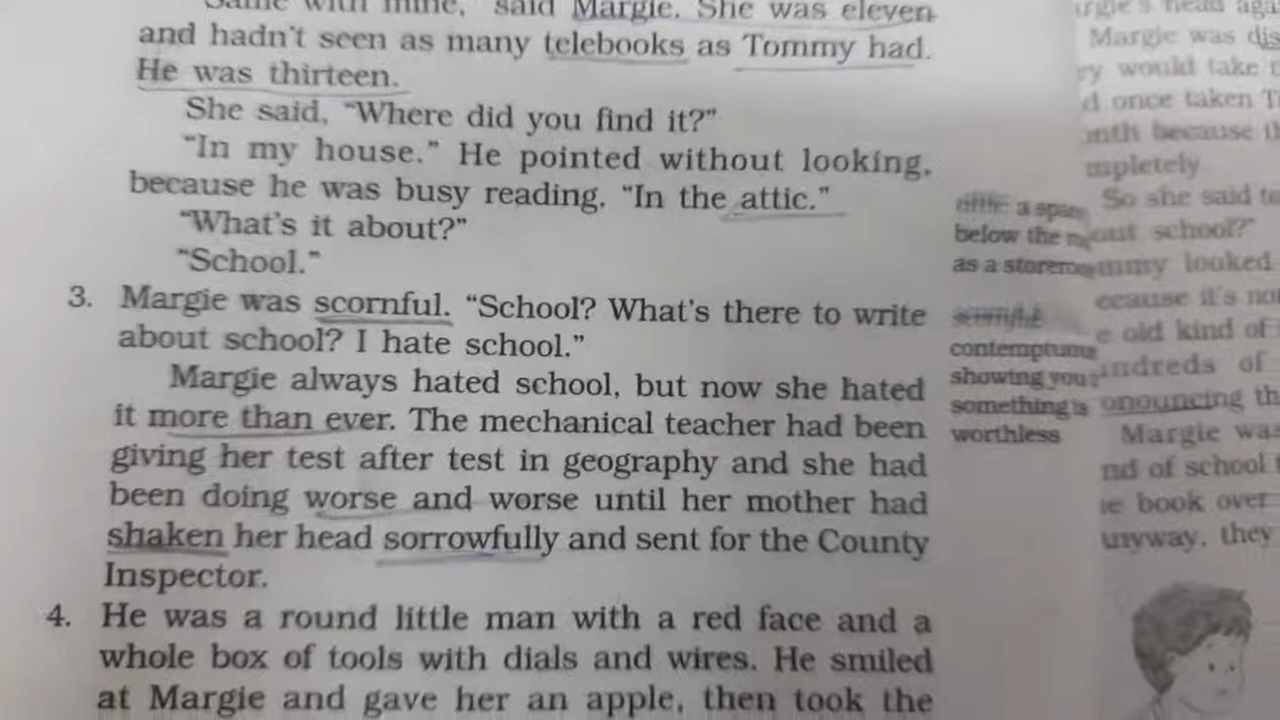 Same with mine," said Margie. She was eleven
and hadn't seen as many telebooks as Tommy had.
He was thirteen.
She said, "Where did you find it?"
"In my house." He pointed without looking,
because he was busy reading. "In the attic."
"What's it about?"
"School."
3. Margie was scornful. "School? What's there to write
about school? I hate school."
Margie always hated school, but now she hated
it more than ever. The mechanical teacher had been
giving her test after test in geography and she had
been doing worse and worse until her mother had
shaken her head sorrowfully and sent for the County
Inspector.
4. He was a round little man with a red face and a
whole box of tools with dials and wires. He smiled
at Margie and gave her an apple, then took the
attic: a
below the
as a
scornful:
contemptuous
showing you
something is
worthless
head
Margie was
would take
once taken
because
So she said
school?"
looked
it's
old kind of
of
Margie
of school
book over
they